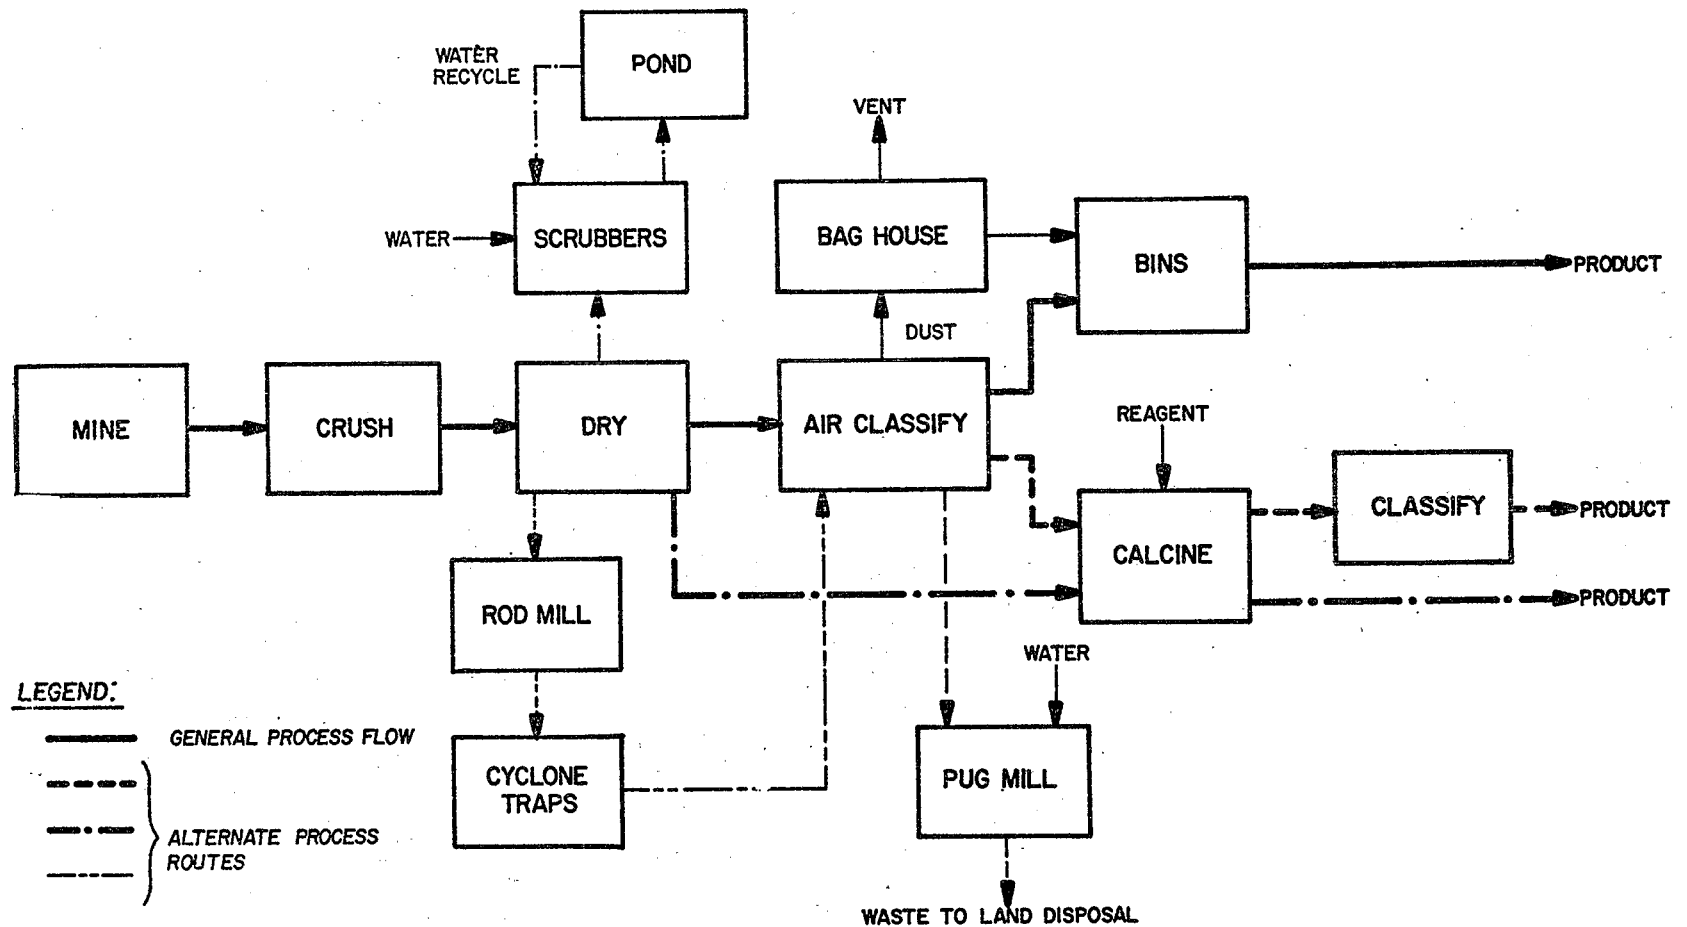 WATER
RECYCLE
POND
VENT
WATER
SCRUBBERS
BAG HOUSE
BINS
PRODUCT
DUST
MINE
CRUSH
DRY
AIR CLASSIFY
REAGENT
CLASSIFY
PRODUCT
CALCINE
PRODUCT
ROD MILL
WATER
LEGEND:
GENERAL PROCESS FLOW
CYCLONE
TRAPS
PUG MILL
ALTERNATE PROCESS
ROUTES
WASTE TO LAND DISPOSAL